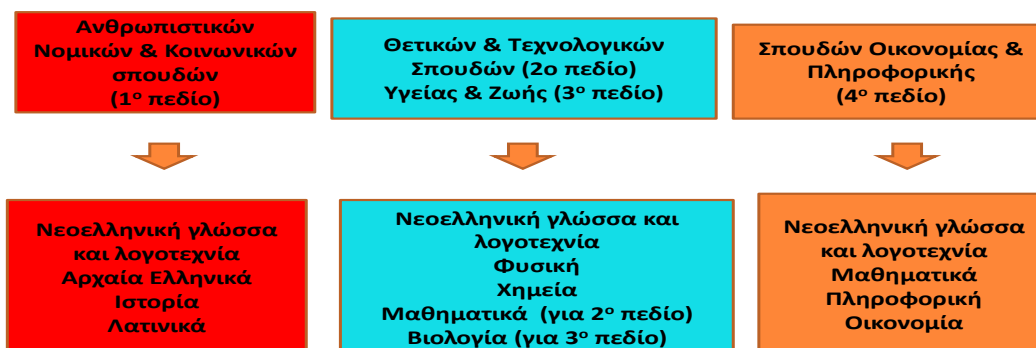 Ανθρωπιστικών
Νομικών & Κοινωνικών
σπουδών
(1ο πεδίο)
Θετικών & Τεχνολογικών
Σπουδών (2ο πεδίο)
Υγείας & Ζωής (3ο πεδίο)
Σπουδών Οικονομίας &
Πληροφορικής
(4ο πεδίο)
Νεοελληνική γλώσσα
και λογοτεχνία
Αρχαία Ελληνικά
Ιστορία
Λατινικά
Νεοελληνική γλώσσα και
λογοτεχνία
Φυσική
Χημεία
Μαθηματικά (για 2ο πεδίο)
Βιολογία (για 3ο πεδίο)
Νεοελληνική γλώσσα
και λογοτεχνία
Μαθηματικά
Πληροφορική
Οικονομία